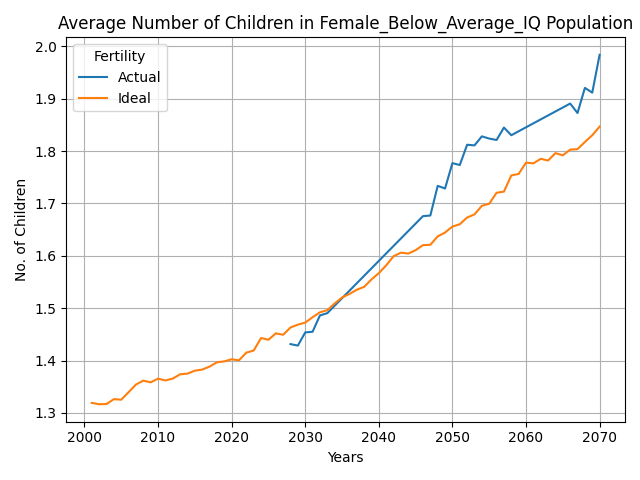 Average Number of Children in Female_Below_Average_IQ Population
2.0
1.9
1.8
1.7
1.6
1.5
1.4
1.3
No. of Children
Fertility
Actual
Ideal
2000 2010 2020 2030 2040 2050 2060 2070
Years